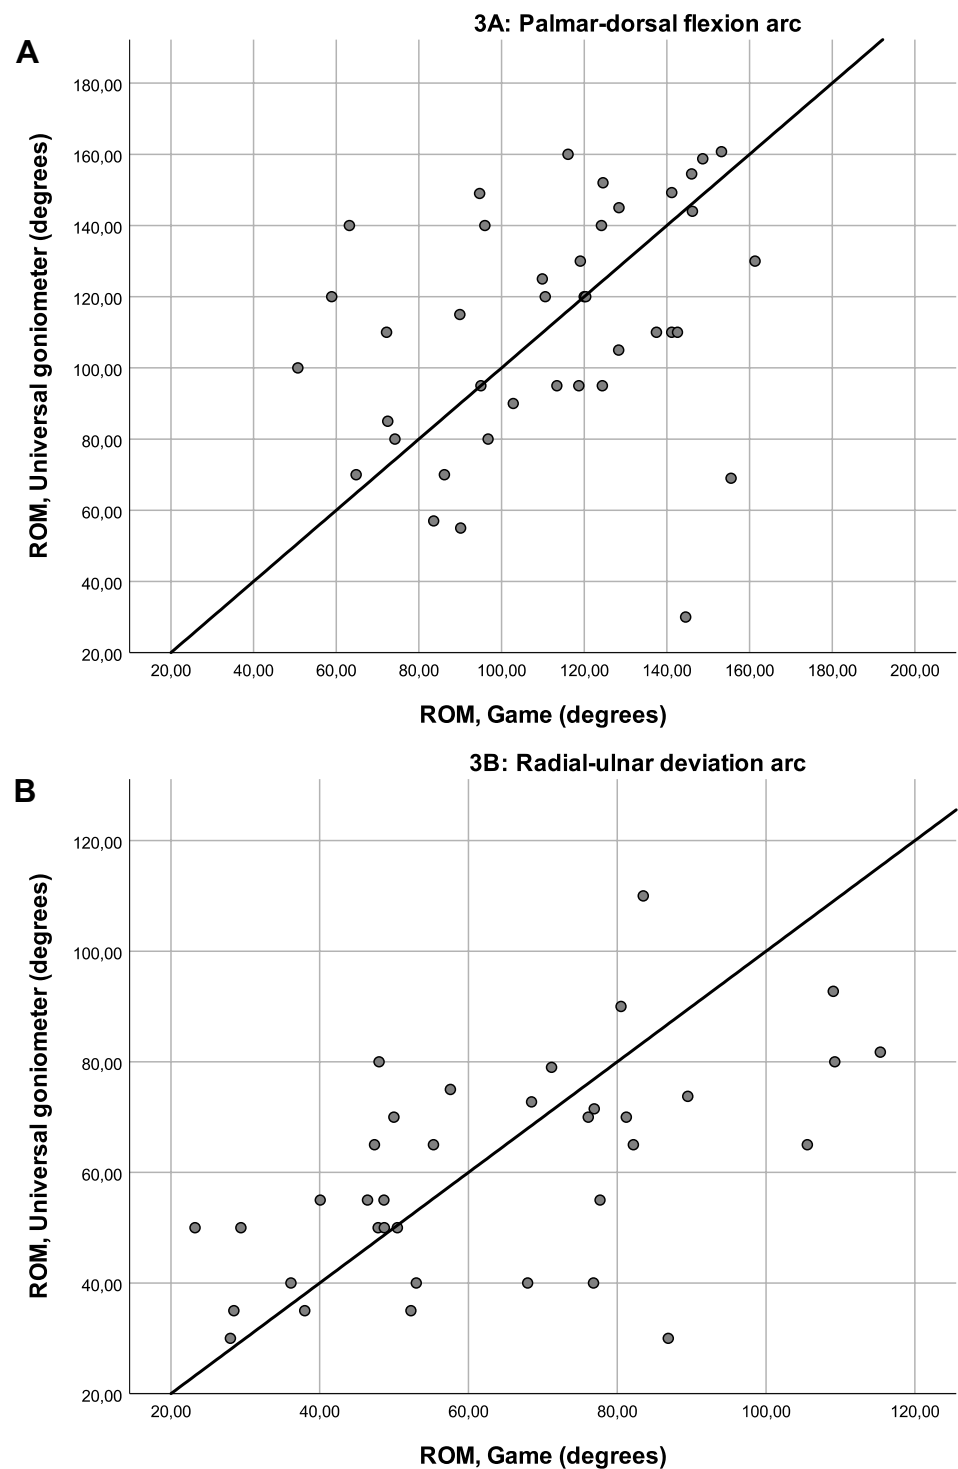 3A: Palmar-dorsal flexion arc
A
180,00
160,00
140,00
120,00
100,00
80,00
60,00
40,00
20,00
ROM, Universal goniometer (degrees)
20,00 40,00 60,00 80,00 100,00 120,00 140,00 160,00 180,00 200,00
ROM, Game (degrees)
3B: Radial-ulnar deviation arc
B
120,00
100,00
80,00
60,00
40,00
20,00
ROM, Universal goniometer (degrees)
20,00 40,00 60,00 80,00 100,00 120,00
ROM, Game (degrees)